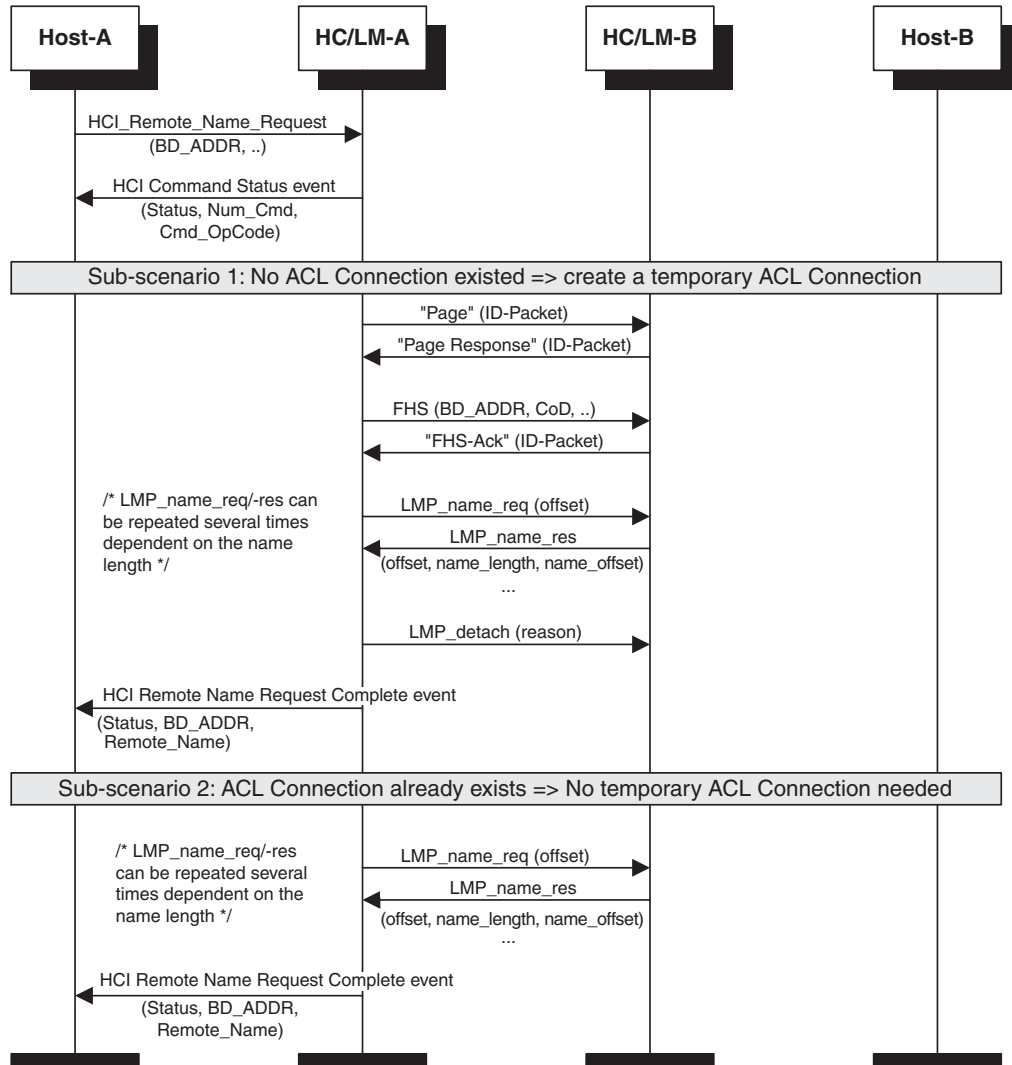 Host-A
HC/LM-A
HC/LM-B
Host-B
HCI_Remote_Name_Request
(BD_ADDR, ..)
HCI Command Status event
(Status, Num_Cmd,
Cmd_OpCode)
Sub-scenario 1: No ACL Connection existed => create a temporary ACL Connection
"Page" (ID-Packet)
"Page Response" (ID-Packet)
FHS (BD_ADDR, CoD, ..)
"FHS-Ack" (ID-Packet)
/* LMP_name_req/-res can
be repeated several times
dependent on the name
length */
LMP_name_req (offset)
LMP_name_res
(offset, name_length, name_offset)
...
LMP_detach (reason)
HCI Remote Name Request Complete event
(Status, BD_ADDR,
Remote_Name)
Sub-scenario 2: ACL Connection already exists => No temporary ACL Connection needed
/* LMP_name_req/-res
can be repeated several
times dependent on the
name length */
LMP_name_req (offset)
LMP_name_res
(offset, name_length, name_offset)
...
HCI Remote Name Request Complete event
(Status, BD_ADDR,
Remote_Name)